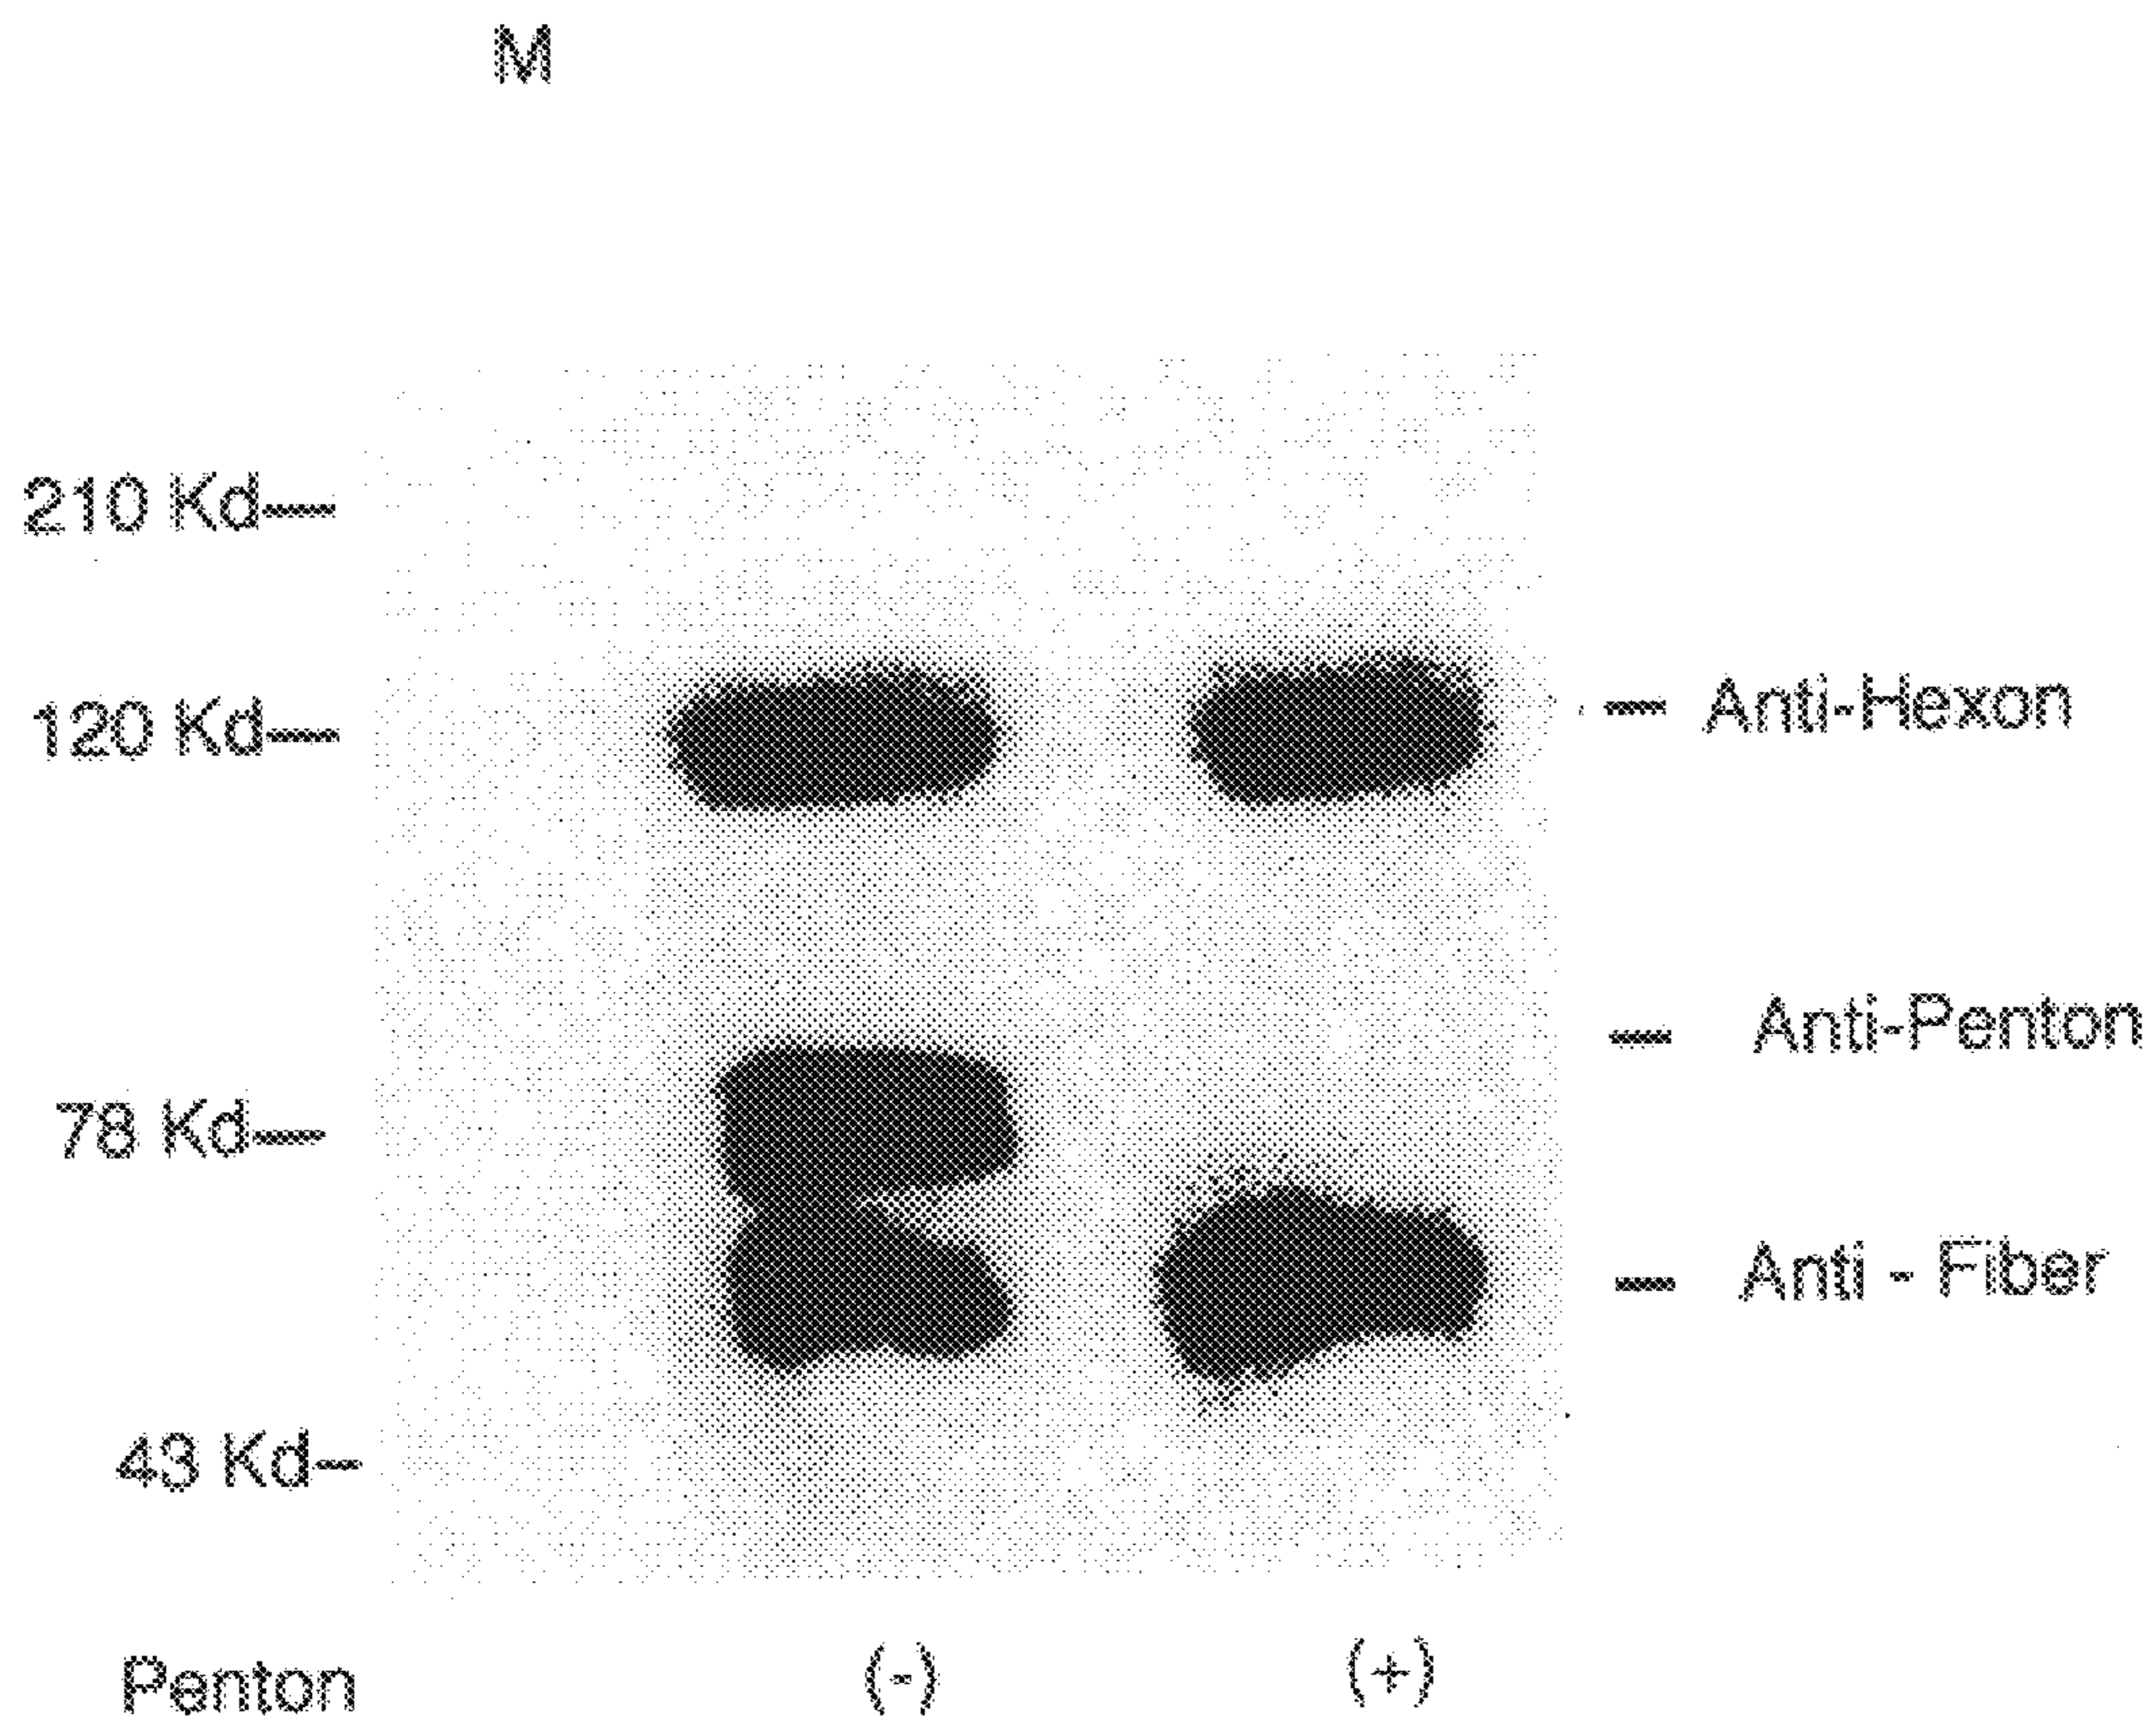 M
210 Kd—
120 Kd—
— Anti-Hexon
— Anti-Penton
78 Kd—
— Anti - Fiber
43 Kd–
Penton (-) (+)